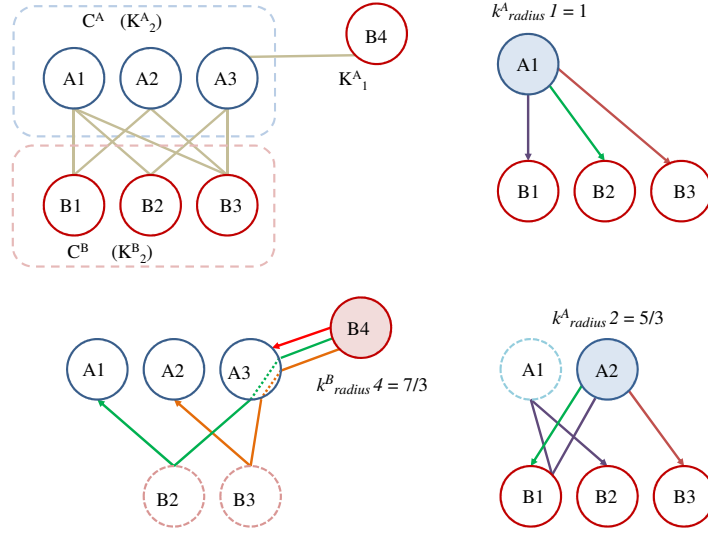 C^A (K^A_2)
B4
A1 A2 A3
K^A_1
B1 B2 B3
C^B (K^B_2)
k^A_radius 1 = 1
A1
B1 B2 B3
B4
A1 A2 A3
k^B_radius 4 = 7/3
B2 B3
k^A_radius 2 = 5/3
A1 A2
B1 B2 B3